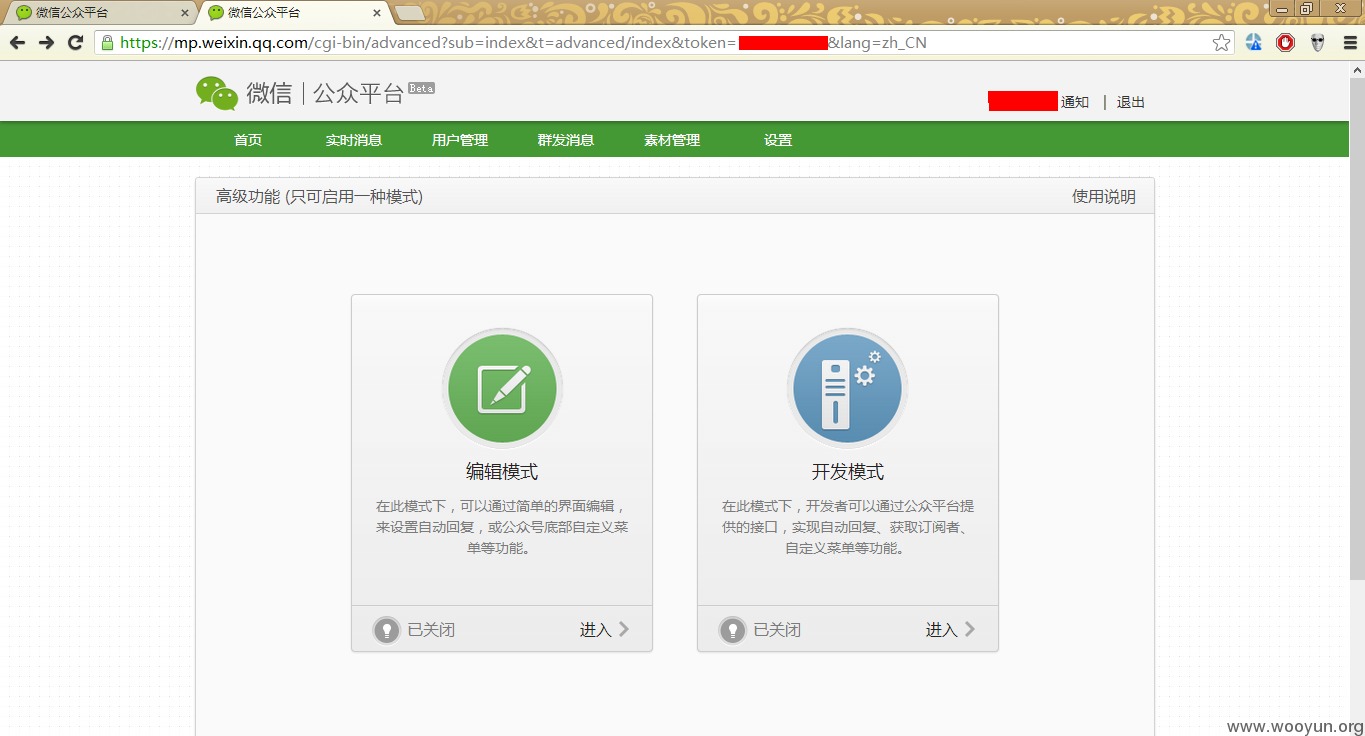 微信公众平台
微信公众平台
https://mp.weixin.qq.com/cgi-bin/advanced?sub=index&t=advanced/index&token= &lang=zh_CN
微信 | 公众平台 Beta
通知 | 退出
首页 实时消息 用户管理 群发消息 素材管理 设置
高级功能 (只可启用一种模式) 使用说明
编辑模式
在此模式下，可以通过简单的界面编辑，
来设置自动回复，或公众号底部自定义菜
单等功能。
已关闭 进入
开发模式
在此模式下，开发者可以通过公众平台提
供的接口，实现自动回复、获取订阅者、
自定义菜单等功能。
已关闭 进入
www.wooyun.org